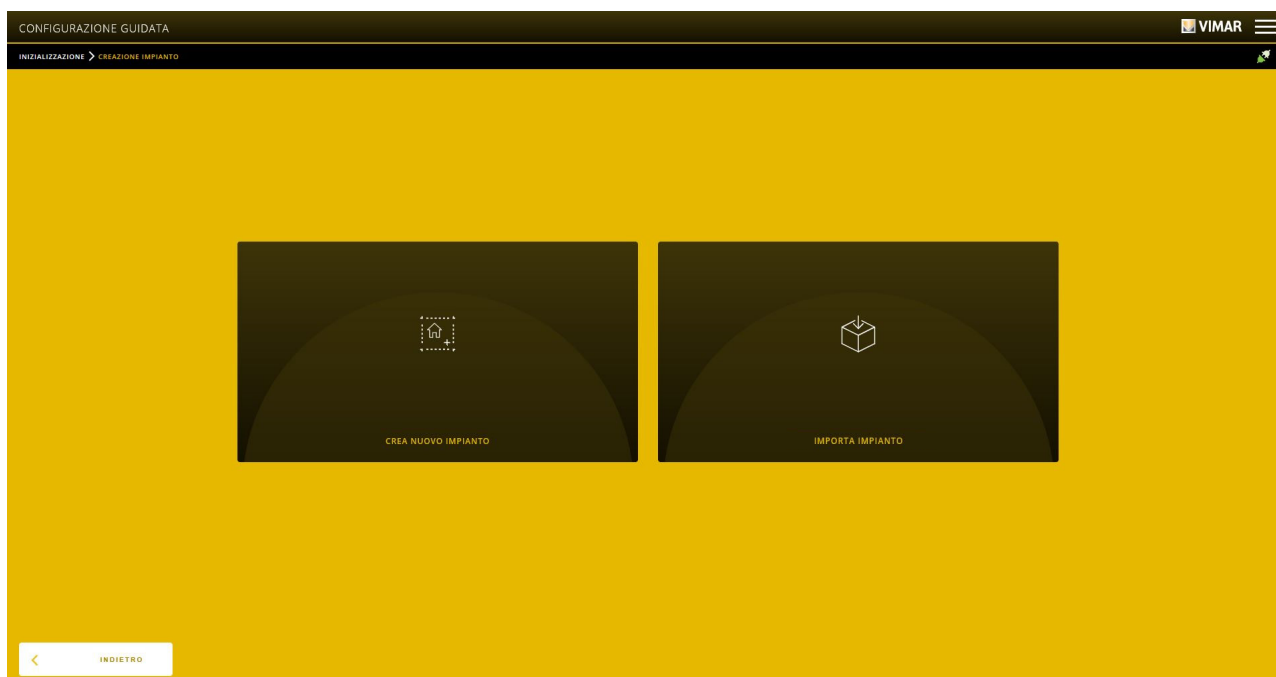 CONFIGURAZIONE GUIDATA
VIMAR
INIZIALIZZAZIONE > CREAZIONE IMPIANTO
CREA NUOVO IMPIANTO
IMPORTA IMPIANTO
INDIETRO